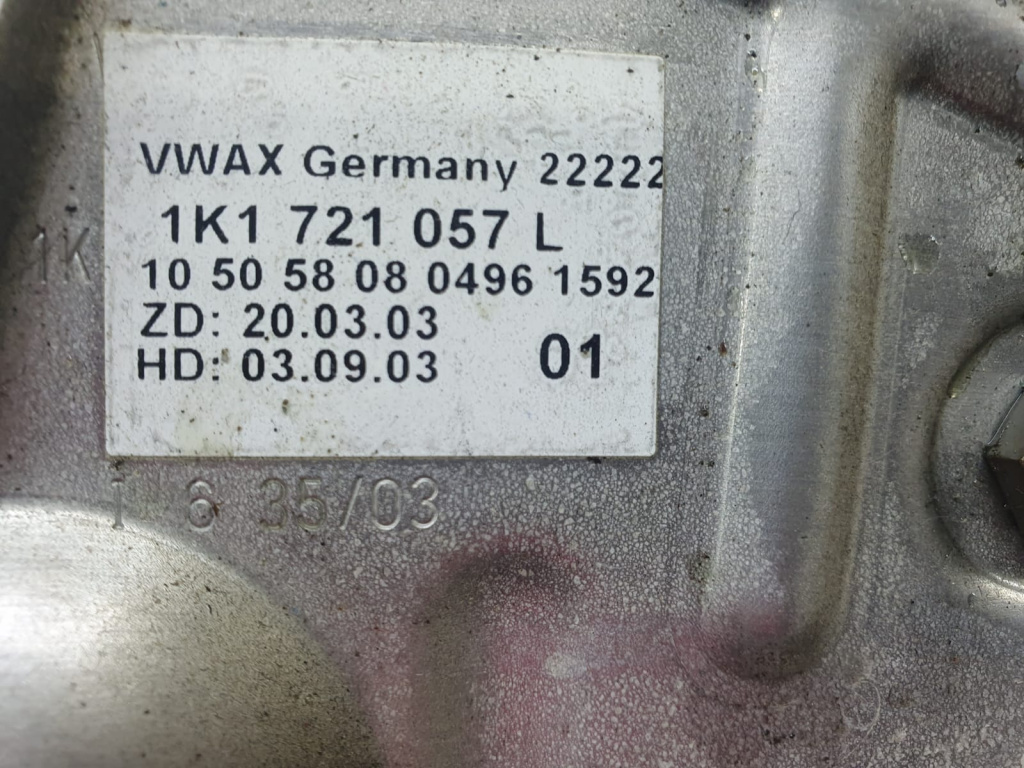 VWAX Germany 22222
1K1 721 057 L
1K
10 50 58 08 0496 1592
ZD: 20.03.03
HD: 03.09.03 01
6 35/03